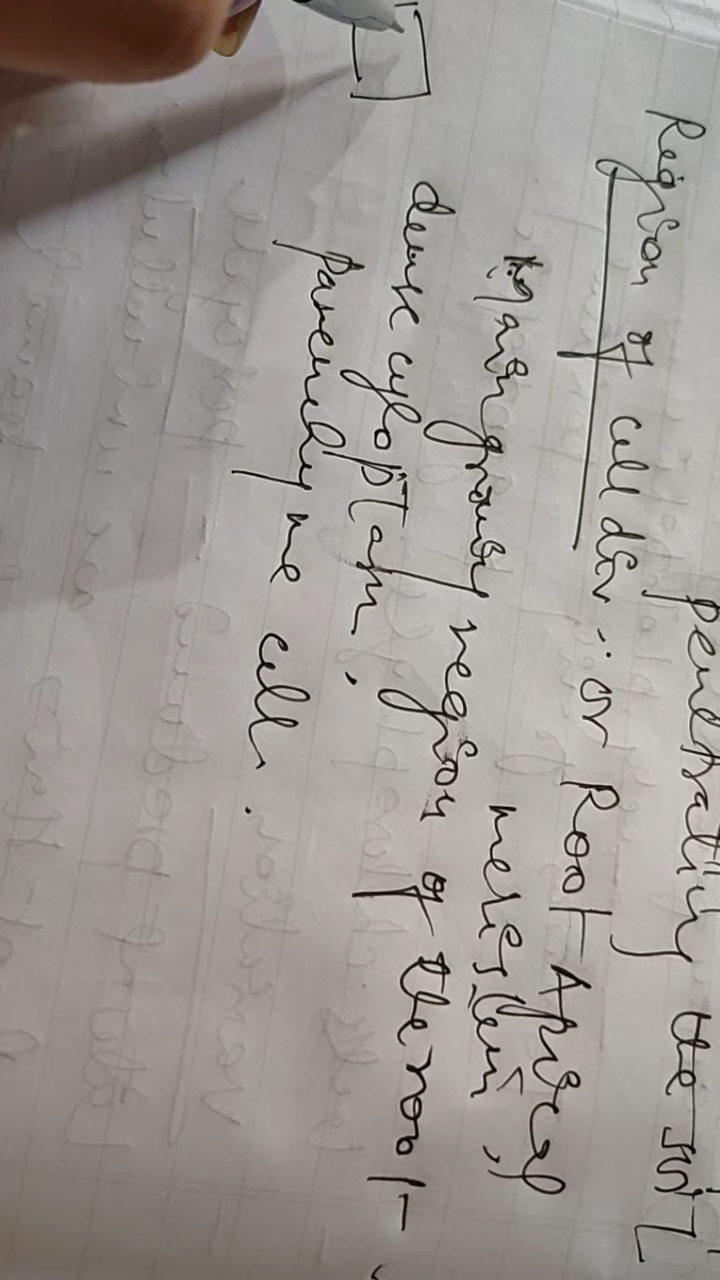 penetrating the soil
Region of cell div. or Root Apical
meristem,
Main growing region of the root
dense cytoplasm,
Parenchyme cell.